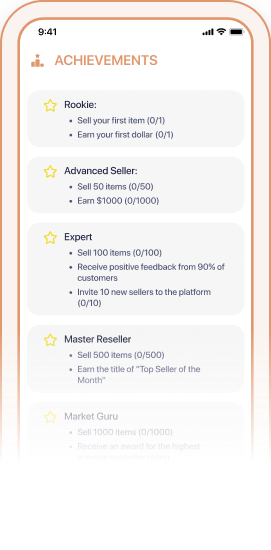 9:41
ACHIEVEMENTS
Rookie:
• Sell your first item (0/1)
• Earn your first dollar (0/1)
Advanced Seller:
• Sell 50 items (0/50)
• Earn $1000 (0/1000)
Expert
• Sell 100 items (0/100)
• Receive positive feedback from 90% of
customers
• Invite 10 new sellers to the platform
(0/10)
Master Reseller
• Sell 500 items (0/500)
• Earn the title of "Top Seller of the
Month"
Market Guru
• Sell 1000 items (0/1000)
• Receive an award for the highest